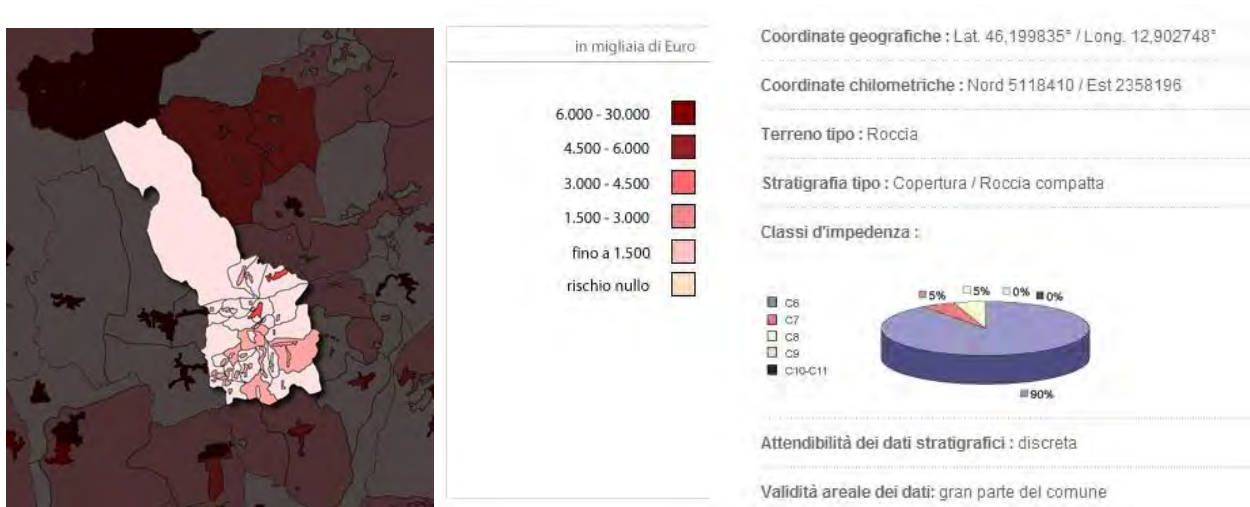 in migliaia di Euro
6.000 - 30.000
4.500 - 6.000
3.000 - 4.500
1.500 - 3.000
fino a 1.500
rischio nullo
Coordinate geografiche : Lat. 46,199835° / Long. 12,902748°
Coordinate chilometriche : Nord 5118410 / Est 2358196
Terreno tipo : Roccia
Stratigrafia tipo : Copertura / Roccia compatta
Classi d'impedenza :
C6
C7
C8
C9
C10-C11
5% 5% 0% 0%
90%
Attendibilità dei dati stratigrafici : discreta
Validità areale dei dati: gran parte del comune